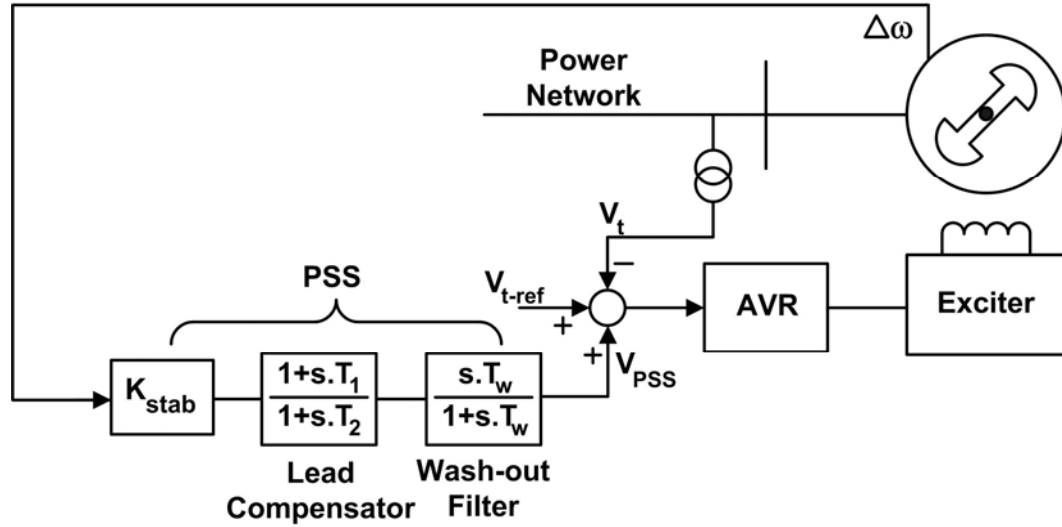 Δω
Power
Network
V_t
PSS
V_t-ref
−
+
+
V_PSS
AVR
Exciter
K_stab
1+s.T_1
1+s.T_2
s.T_w
1+s.T_w
Lead
Compensator
Wash-out
Filter